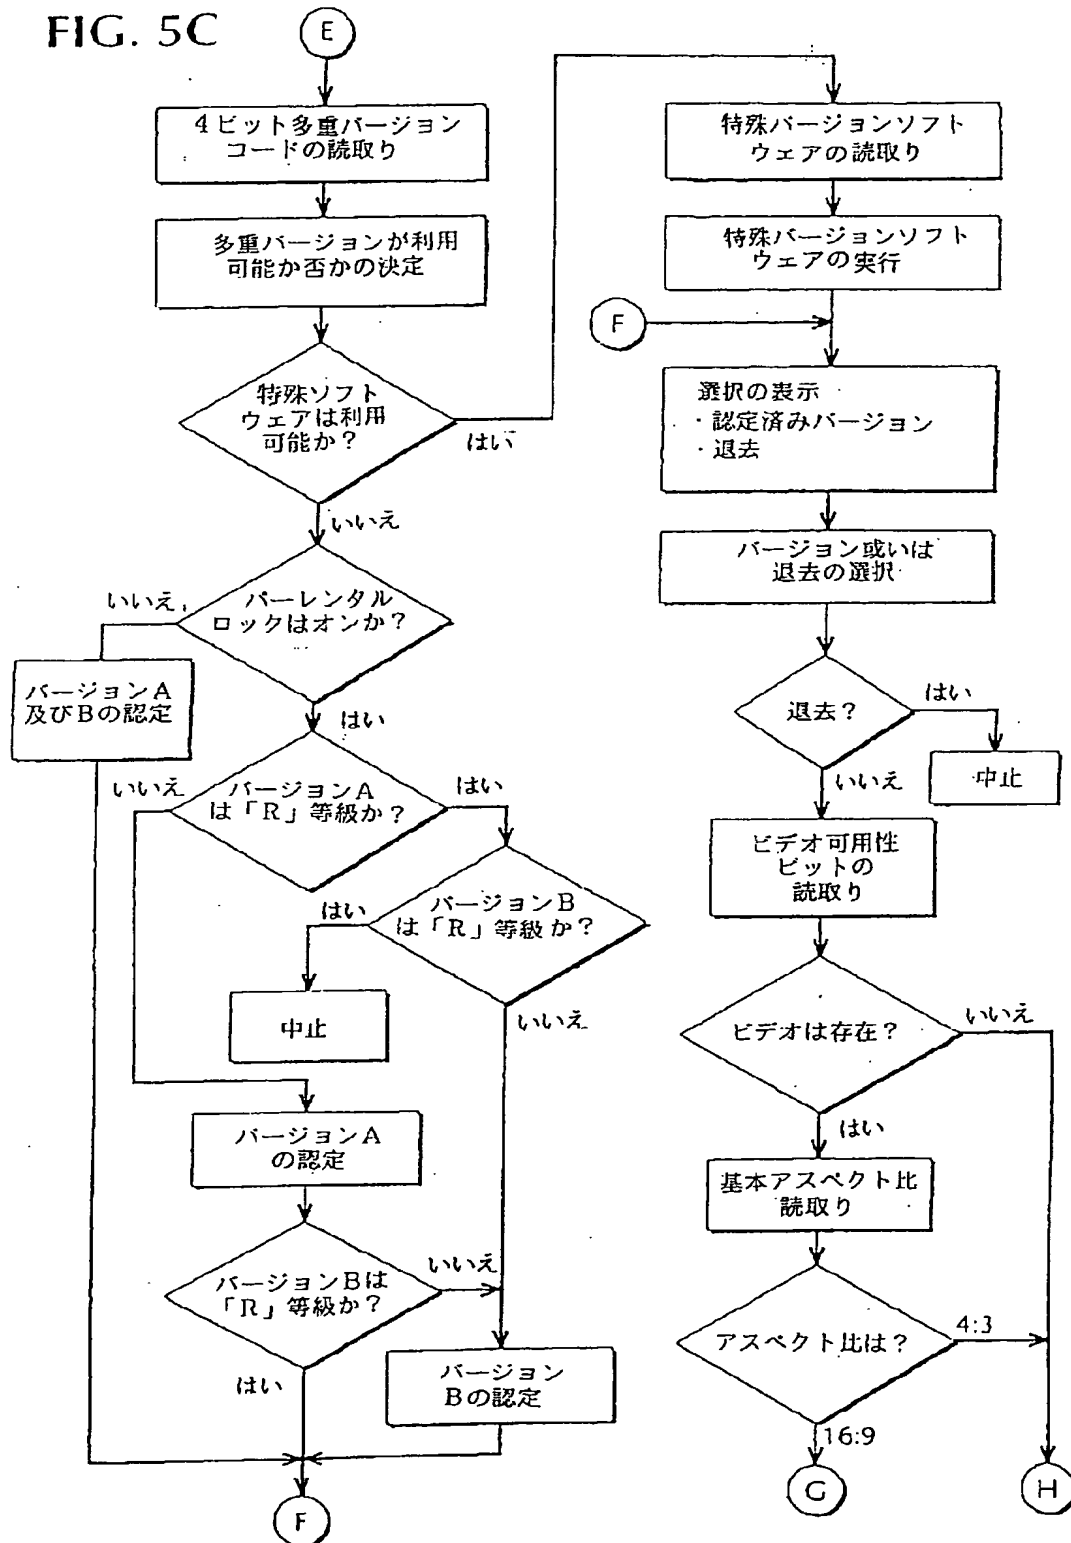 FIG. 5C
E
4ビット多重バージョン
コードの読取り
多重バージョンが利用
可能か否かの決定
特殊ソフト
ウェアは利用
可能か？
はい
いいえ
パーレンタル
ロックはオンか？
いいえ
バージョンA
及びBの認定
はい
バージョンA
は「R」等級か？
いいえ
はい
バージョンB
は「R」等級か？
はい
中止
いいえ
バージョンA
の認定
バージョンBは
「R」等級か？
いいえ
はい
バージョン
Bの認定
F
特殊バージョンソフト
ウェアの読取り
特殊バージョンソフト
ウェアの実行
F
選択の表示
・認定済みバージョン
・退去
バージョン或いは
退去の選択
退去？
はい
中止
いいえ
ビデオ可用性
ビットの
読取り
ビデオは存在？
いいえ
はい
基本アスペクト比
読取り
アスペクト比は？
4:3
16:9
G
H